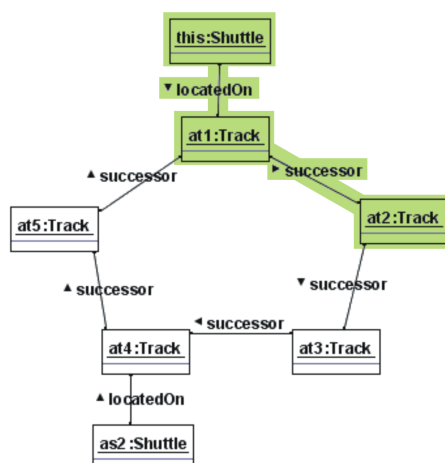 this:Shuttle
▼ locatedOn
at1:Track
▲ successor
► successor
at5:Track
at2:Track
▲ successor
▼ successor
◄ successor
at4:Track
at3:Track
▲ locatedOn
as2:Shuttle